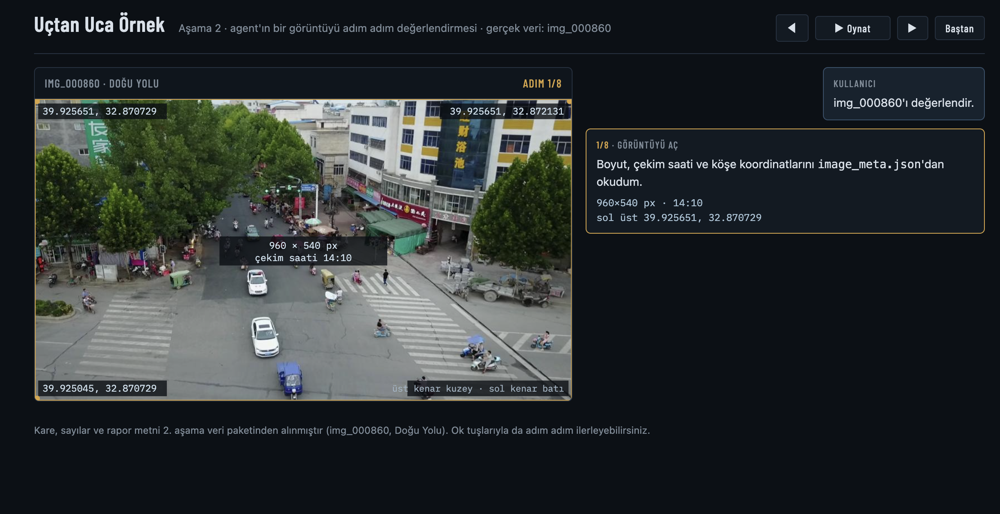 Uçtan Uca Örnek
Aşama 2 · agent'ın bir görüntüyü adım adım değerlendirmesi · gerçek veri: img_000860
◀
▶ Oynat
▶
Baştan
IMG_000860 · DOĞU YOLU
ADIM 1/8
39.925651, 32.870729
39.925651, 32.872131
友
家
财
浴
池
960 × 540 px
çekim saati 14:10
39.925045, 32.870729
üst kenar kuzey · sol kenar batı
KULLANICI
img_000860'ı değerlendir.
1/8 · GÖRÜNTÜYÜ AÇ
Boyut, çekim saati ve köşe koordinatlarını image_meta.json'dan
okudum.
960×540 px · 14:10
sol üst 39.925651, 32.870729
Kare, sayılar ve rapor metni 2. aşama veri paketinden alınmıştır (img_000860, Doğu Yolu). Ok tuşlarıyla da adım adım ilerleyebilirsiniz.